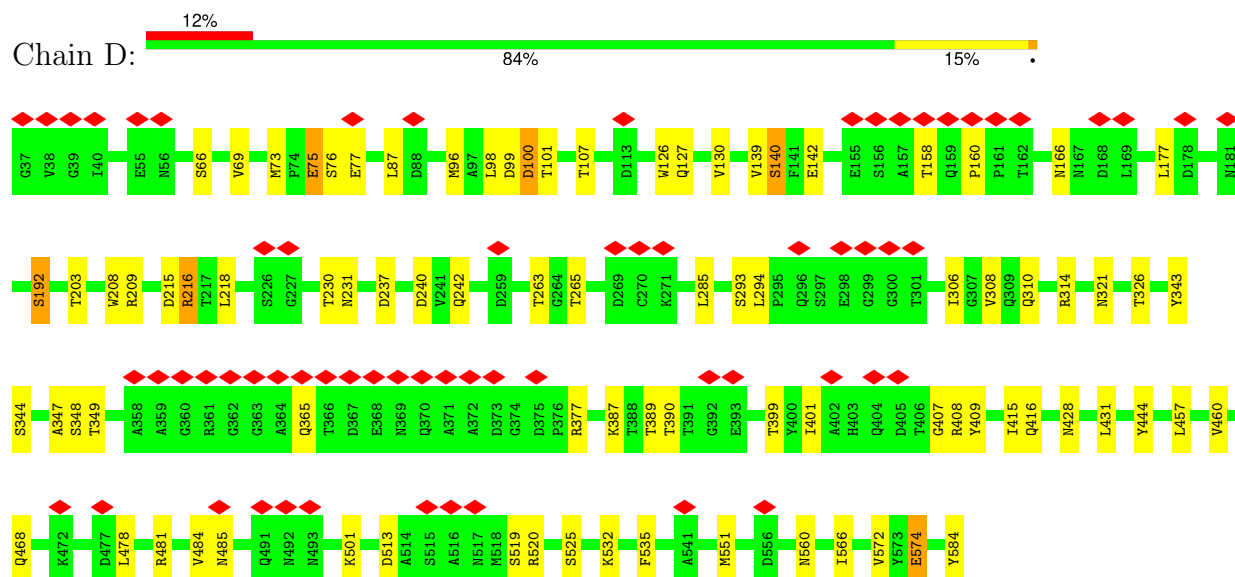 12%
Chain D:
84% 15% •
G37 V38 G39 I40 E55 N56 S66 V69 M73 P74 E75 S76 E77 L87 D88 M96 A97 L98 D99 D100 T101 T107 D113 W126 Q127 V130 V139 S140 F141 E142 E155 S156 A157 T158 Q159 P160 P161 T162 N166 N167 D168 L169 L177 D178 N181
S192 T203 W208 R209 D215 R216 T217 L218 S226 G227 T230 N231 D237 D240 V241 Q242 D259 T263 G264 T265 D269 C270 K271 L285 S293 L294 P295 Q296 S297 E298 G299 G300 T301 I306 G307 V308 Q309 Q310 R314 N321 T326 Y343
S344 A347 S348 T349 A358 A359 G360 R361 G362 G363 A364 Q365 T366 D367 E368 N369 Q370 A371 A372 D373 G374 D375 P376 R377 K387 T388 T389 T390 T391 G392 E393 T399 Y400 I401 A402 H403 Q404 D405 T406 G407 R408 Y409 I415 Q416 N428 L431 Y444 L457 V460
Q468 K472 D477 L478 R481 V484 N485 Q491 N492 N493 K501 D513 A514 S515 A516 N517 M518 S519 R520 S525 K532 F535 A541 M551 D556 N560 I566 V572 Y573 E574 Y584